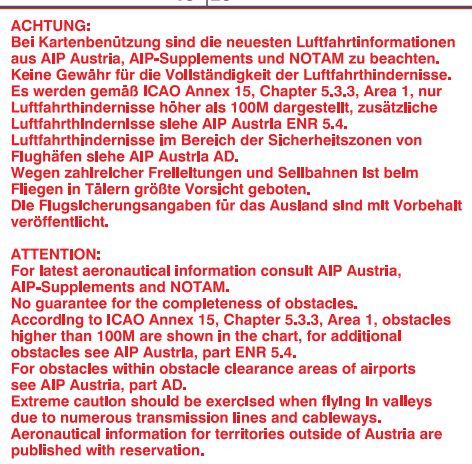 ACHTUNG:
Bei Kartenbenützung sind die neuesten Luftfahrtinformationen
aus AIP Austria, AIP-Supplements und NOTAM zu beachten.
Keine Gewähr für die Vollständigkeit der Luftfahrthindernisse.
Es werden gemäß ICAO Annex 15, Chapter 5.3.3, Area 1, nur
Luftfahrthindernisse höher als 100M dargestellt, zusätzliche
Luftfahrthindernisse siehe AIP Austria ENR 5.4.
Luftfahrthindernisse im Bereich der Sicherheitszonen von
Flughäfen siehe AIP Austria AD.
Wegen zahlreicher Freileitungen und Seilbahnen ist beim
Fliegen in Tälern größte Vorsicht geboten.
Die Flugsicherungsangaben für das Ausland sind mit Vorbehalt
veröffentlicht.
ATTENTION:
For latest aeronautical information consult AIP Austria,
AIP-Supplements and NOTAM.
No guarantee for the completeness of obstacles.
According to ICAO Annex 15, Chapter 5.3.3, Area 1, obstacles
higher than 100M are shown in the chart, for additional
obstacles see AIP Austria, part ENR 5.4.
For obstacles within obstacle clearance areas of airports
see AIP Austria, part AD.
Extreme caution should be exercised when flying in valleys
due to numerous transmission lines and cableways.
Aeronautical information for territories outside of Austria are
published with reservation.